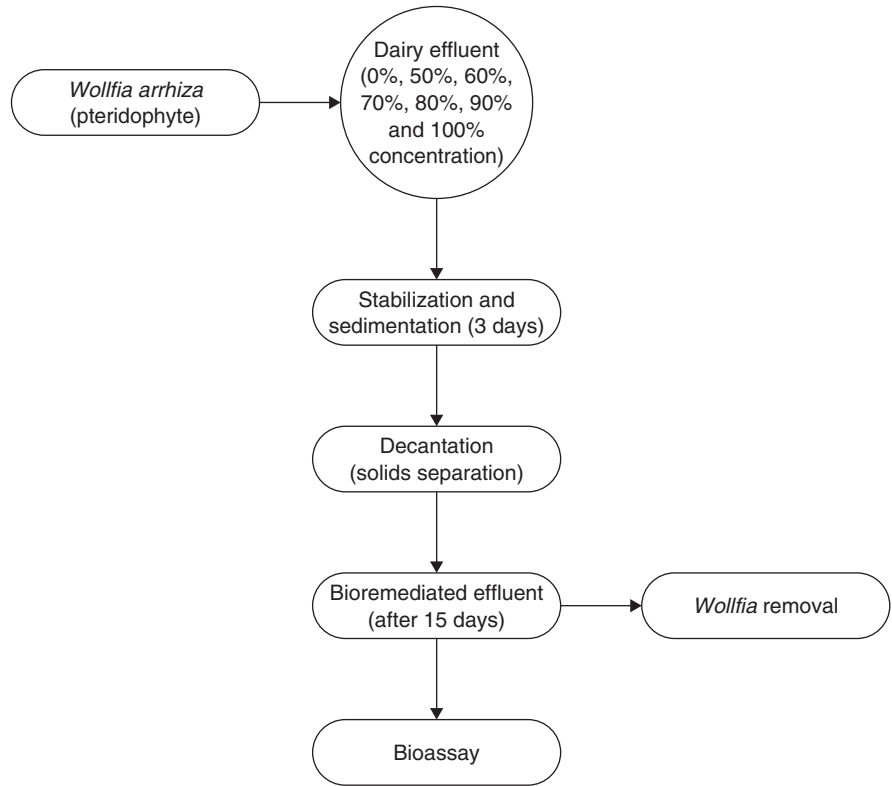 Wollfia arrhiza
(pteridophyte)
Dairy effluent
(0%, 50%, 60%,
70%, 80%, 90%
and 100%
concentration)
Stabilization and
sedimentation (3 days)
Decantation
(solids separation)
Bioremediated effluent
(after 15 days)
Wollfia removal
Bioassay